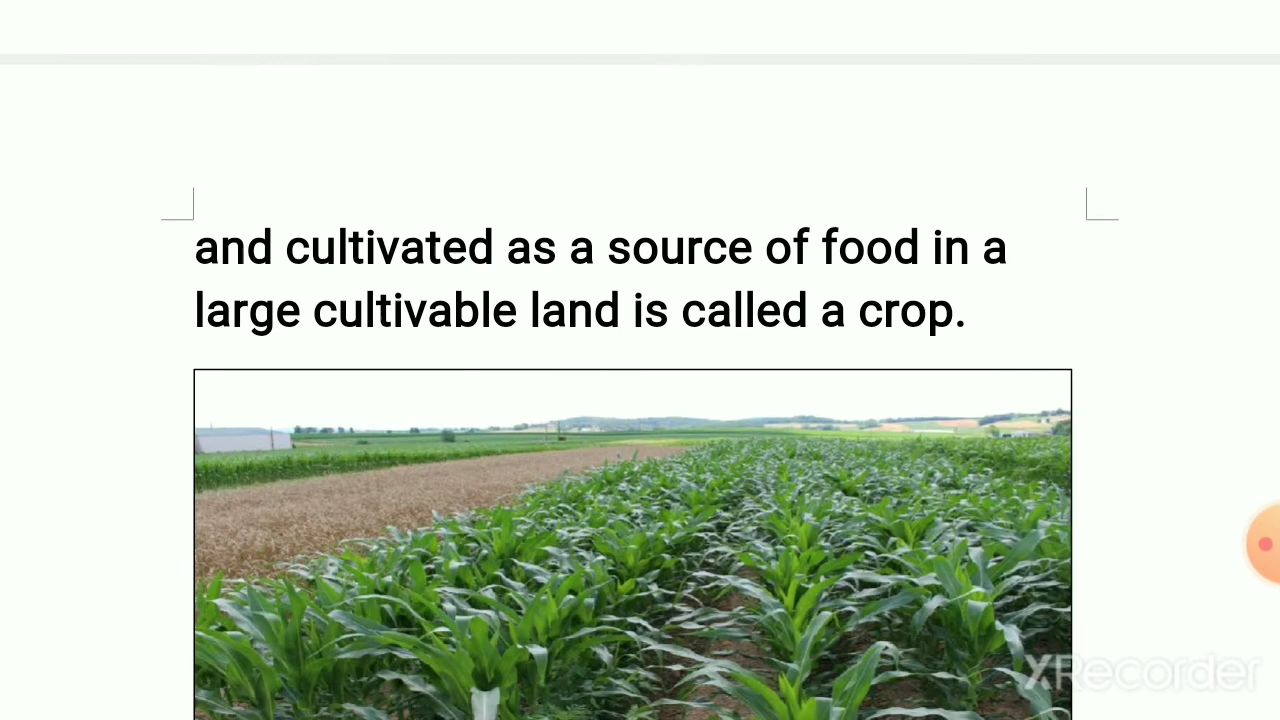 and cultivated as a source of food in a
large cultivable land is called a crop.
XRecorder